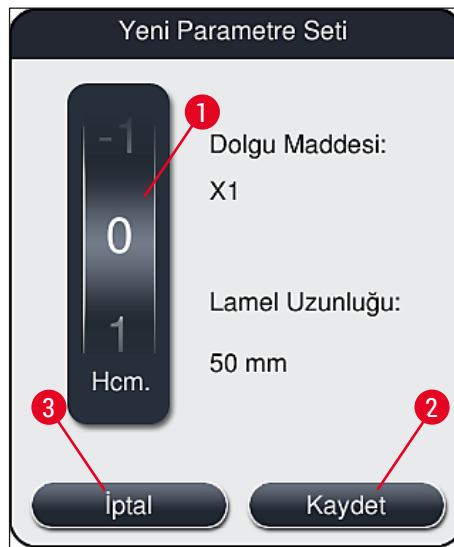 Yeni Parametre Seti
-1
1
Dolgu Maddesi:
X1
0
Lamel Uzunluğu:
1
50 mm
Hcm.
3
2
İptal
Kaydet